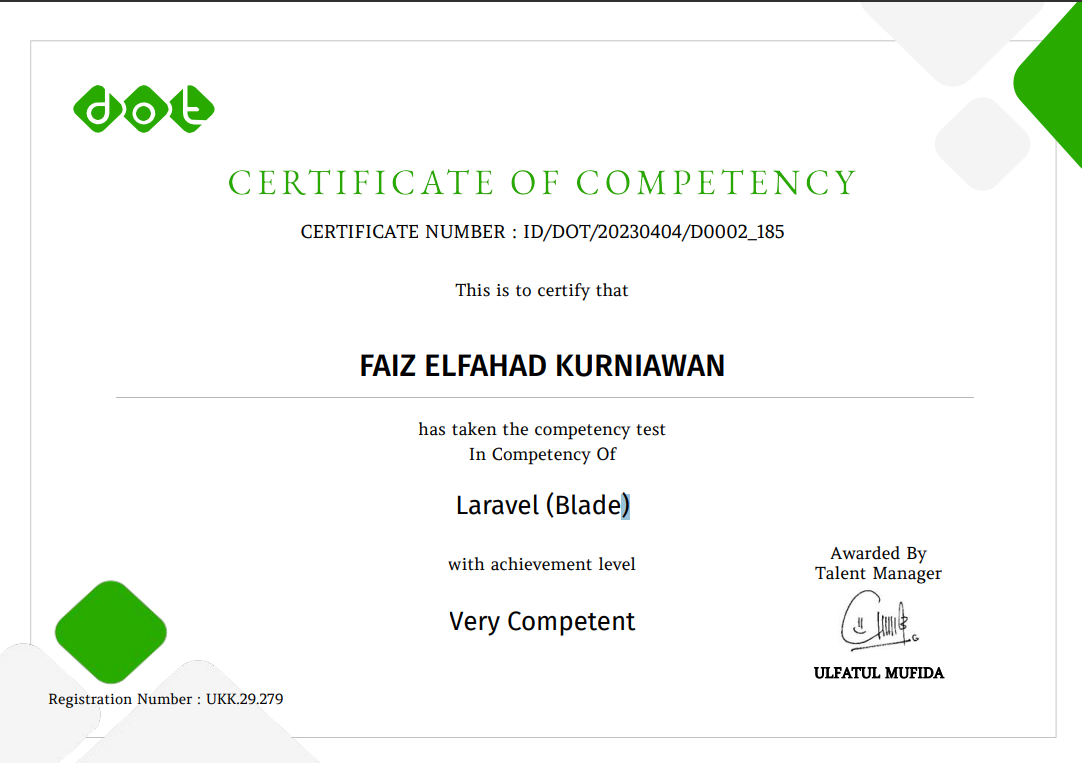 dot
CERTIFICATE OF COMPETENCY
CERTIFICATE NUMBER : ID/DOT/20230404/D0002_185
This is to certify that
FAIZ ELFAHAD KURNIAWAN
has taken the competency test
In Competency Of
Laravel (Blade)
with achievement level
Very Competent
Awarded By
Talent Manager
ULFATUL MUFIDA
Registration Number : UKK.29.279